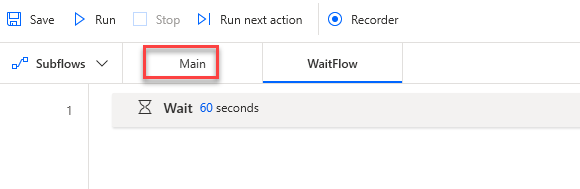 Save Run Stop Run next action Recorder
Subflows Main WaitFlow
1 Wait 60 seconds